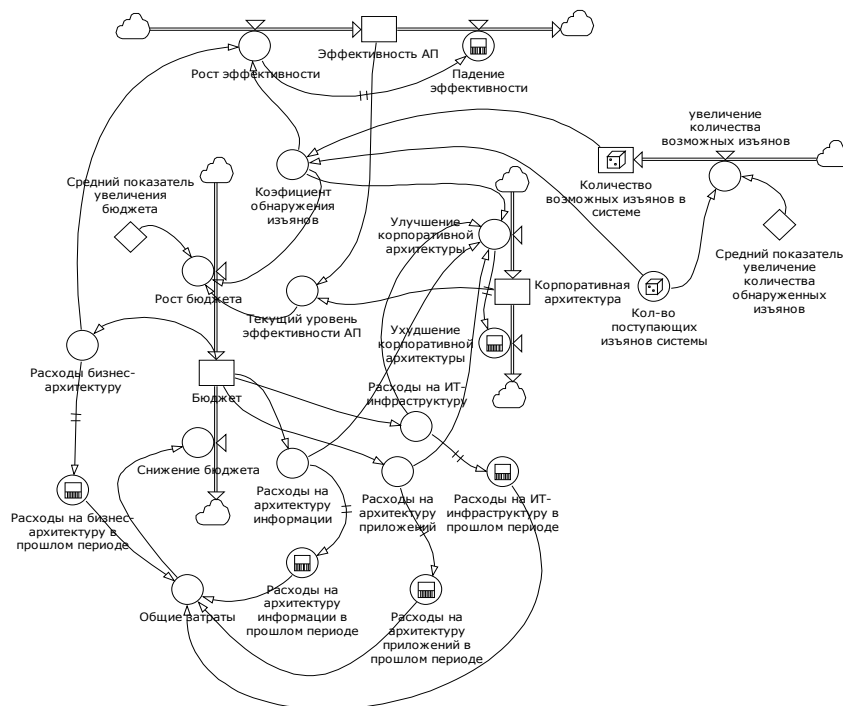 Рост эффективности
Эффективность АП
Падение
эффективности
увеличение
количества
возможных изъянов
Средний показатель
увеличения
бюджета
Коэфициент
обнаружения
изъянов
Количество
возможных изъянов в
системе
Улучшение
корпоративной
архитектуры
Средний показатель
увеличение
количества
обнаруженных
изъянов
Рост бюджета
Текущий уровень
эффективности АП
Корпоративная
архитектура
Кол-во
поступающих
изъянов системы
Ухудшение
корпоративной
архитектуры
Расходы бизнес-
архитектуру
Бюджет
Расходы на ИТ-
инфраструктуру
Снижение бюджета
Расходы на
архитектуру
информации
Расходы на
архитектуру
приложений
Расходы на ИТ-
инфраструктуру в
прошлом периоде
Расходы на бизнес-
архитектуру в
прошлом периоде
Общие затраты
Расходы на
архитектуру
информации в
прошлом периоде
Расходы на
архитектуру
приложений в
прошлом периоде